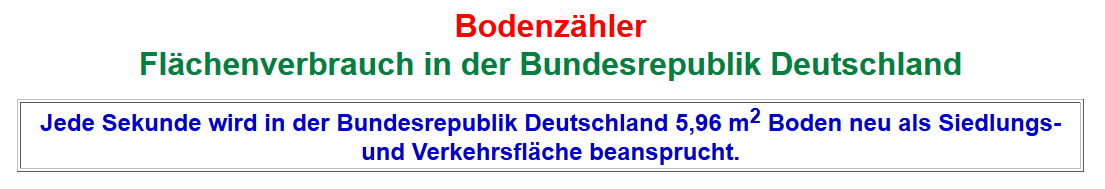 Bodenzähler
Flächenverbrauch in der Bundesrepublik Deutschland
Jede Sekunde wird in der Bundesrepublik Deutschland 5,96 m² Boden neu als Siedlungs-
und Verkehrsfläche beansprucht.